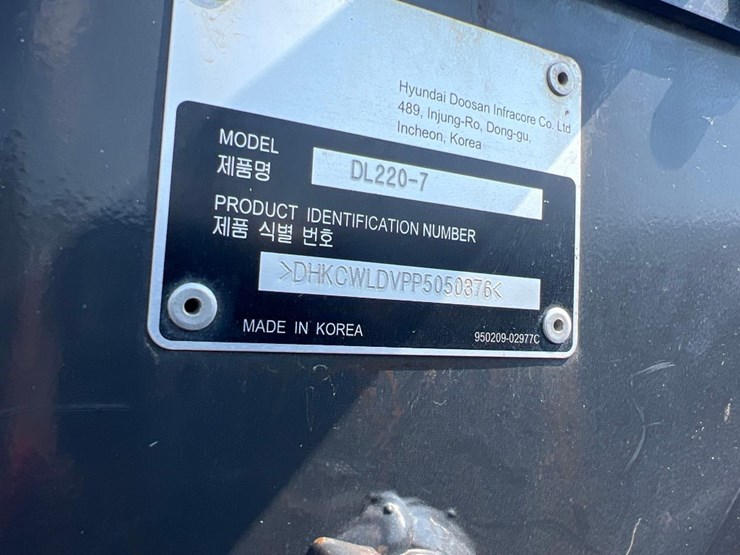 Hyundai Doosan Infracore Co. Ltd
489, Injung-Ro, Dong-gu,
Incheon, Korea
MODEL
제품명
DL220-7
PRODUCT IDENTIFICATION NUMBER
제품 식별 번호
>DHKCWLDVPP5050376<
MADE IN KOREA
950209-02977C